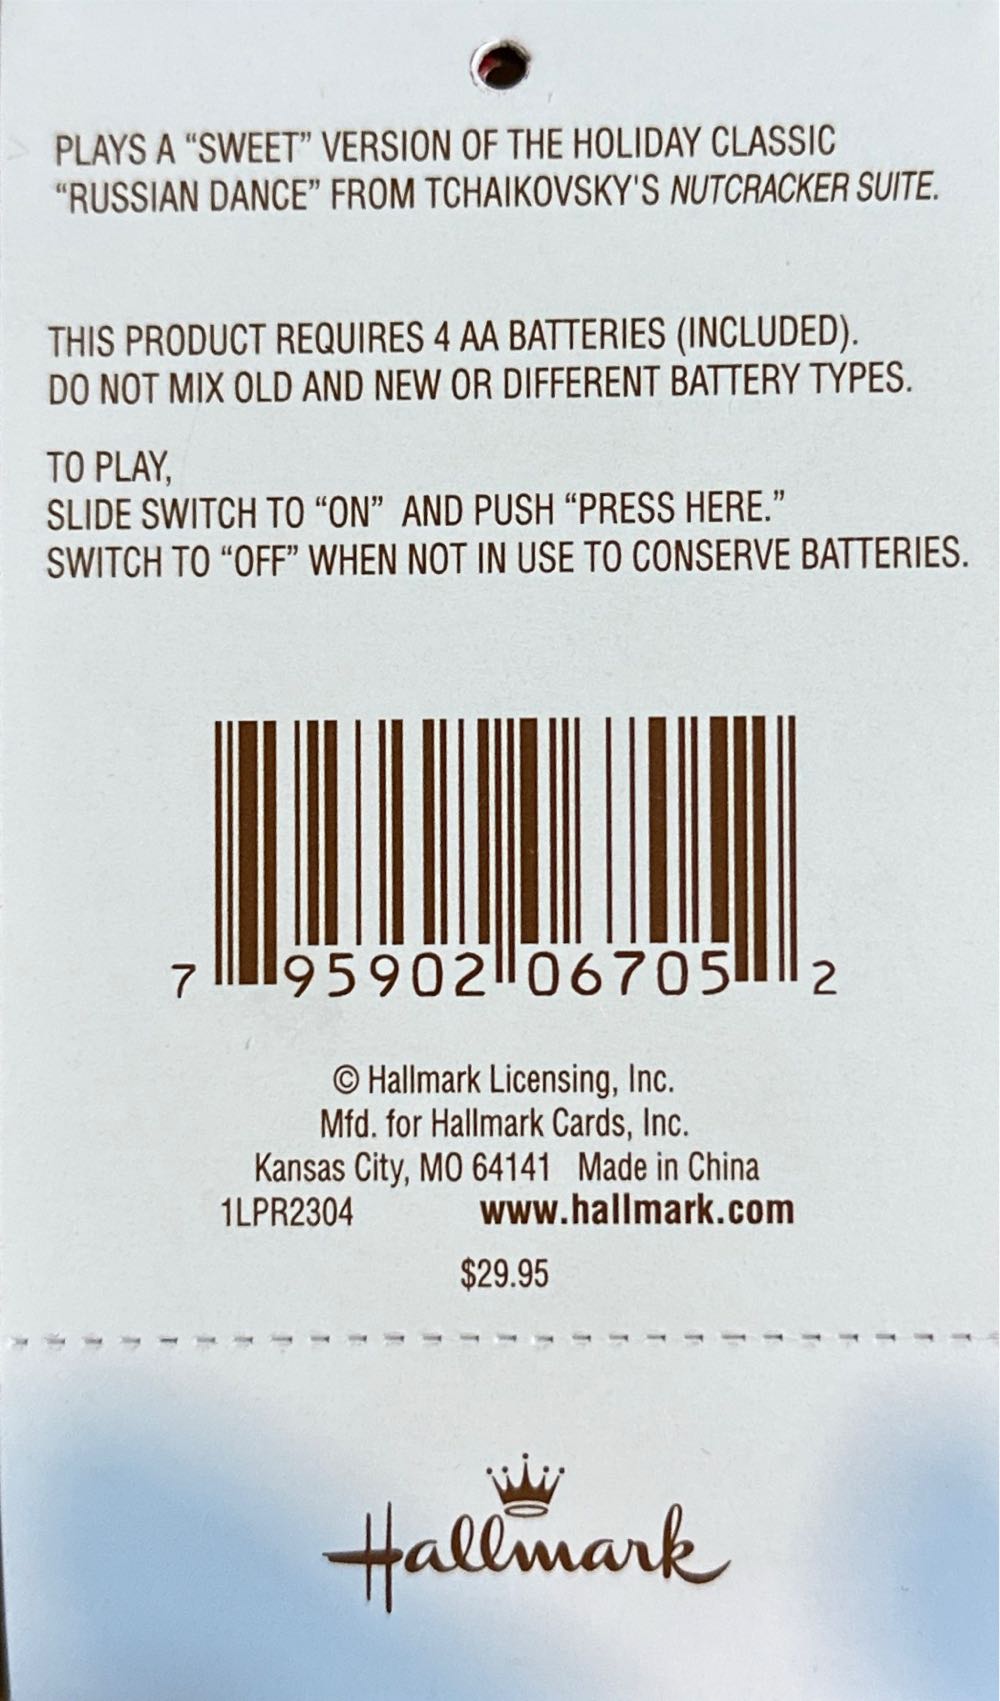 PLAYS A “SWEET” VERSION OF THE HOLIDAY CLASSIC
“RUSSIAN DANCE” FROM TCHAIKOVSKY'S NUTCRACKER SUITE.
THIS PRODUCT REQUIRES 4 AA BATTERIES (INCLUDED).
DO NOT MIX OLD AND NEW OR DIFFERENT BATTERY TYPES.
TO PLAY,
SLIDE SWITCH TO “ON” AND PUSH “PRESS HERE.”
SWITCH TO “OFF” WHEN NOT IN USE TO CONSERVE BATTERIES.
7 95902 06705 2
© Hallmark Licensing, Inc.
Mfd. for Hallmark Cards, Inc.
Kansas City, MO 64141 Made in China
1LPR2304 www.hallmark.com
$29.95
Hallmark